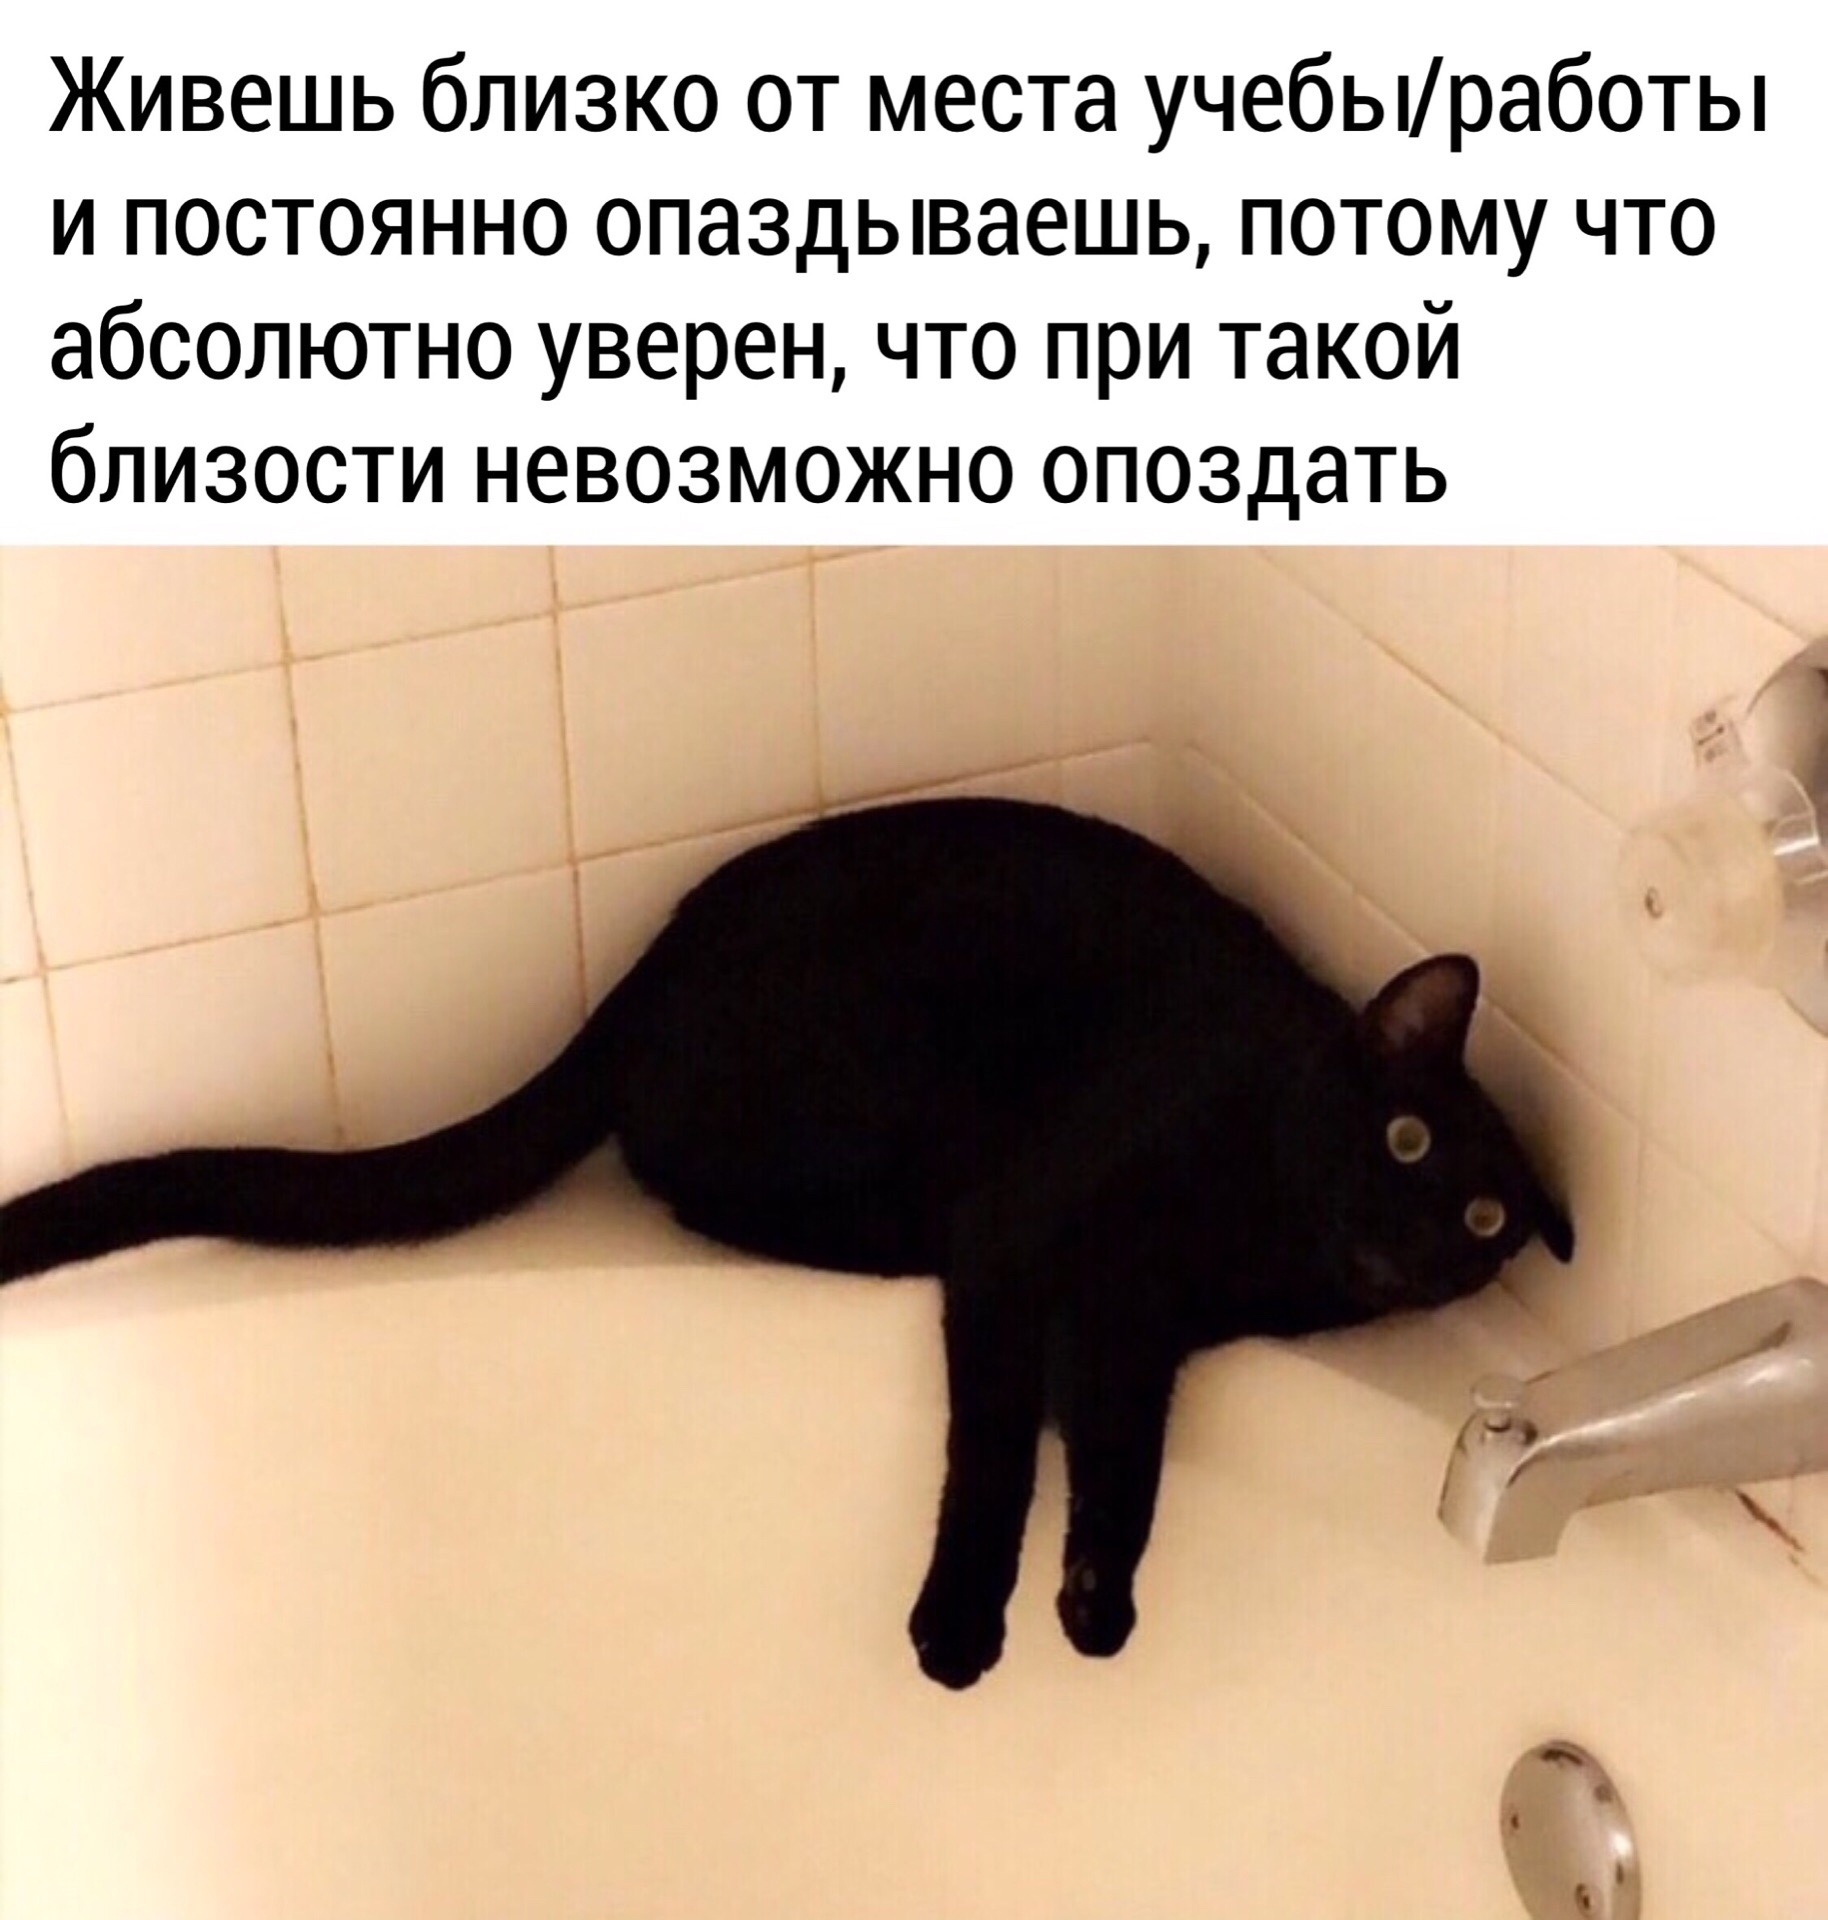 Живешь близко от места учебы/работы
и постоянно опаздываешь, потому что
абсолютно уверен, что при такой
близости невозможно опоздать